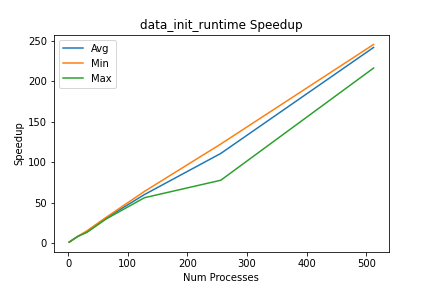 data_init_runtime Speedup
Avg
Min
Max
Speedup
250
200
150
100
50
0
0 100 200 300 400 500
Num Processes